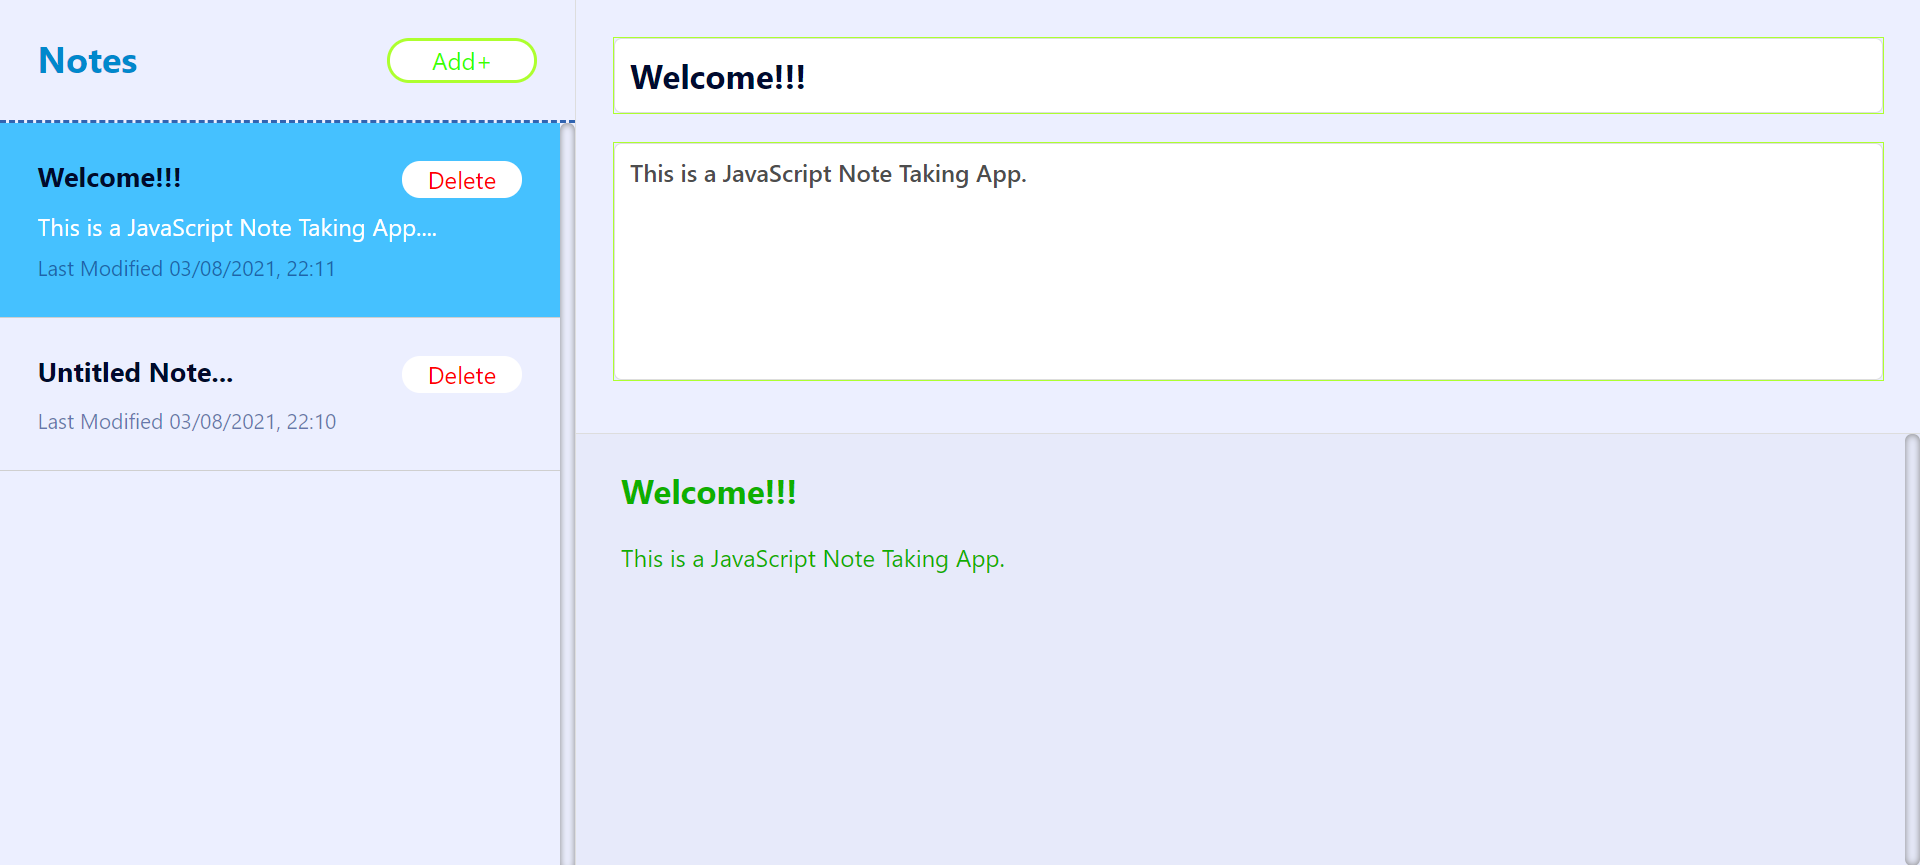 Notes
Add+
Welcome!!!
Delete
This is a JavaScript Note Taking App....
Last Modified 03/08/2021, 22:11
Untitled Note...
Delete
Last Modified 03/08/2021, 22:10
Welcome!!!
This is a JavaScript Note Taking App.
Welcome!!!
This is a JavaScript Note Taking App.